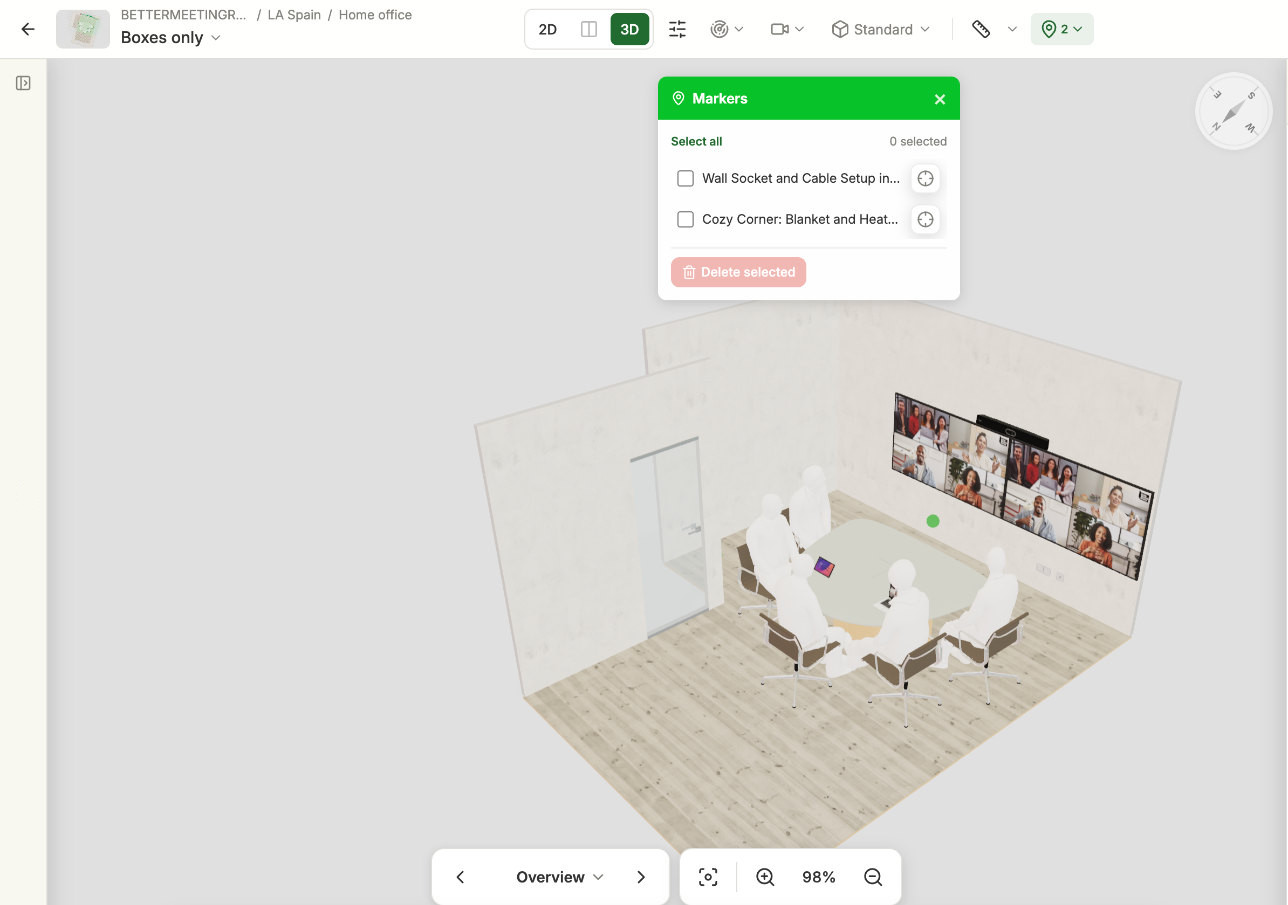 BETTERMEETINGR... / LA Spain / Home office
Boxes only
2D
3D
Standard
2
Markers
Select all
0 selected
Wall Socket and Cable Setup in...
Cozy Corner: Blanket and Heat...
Delete selected
E
S
N
W
Overview
98%